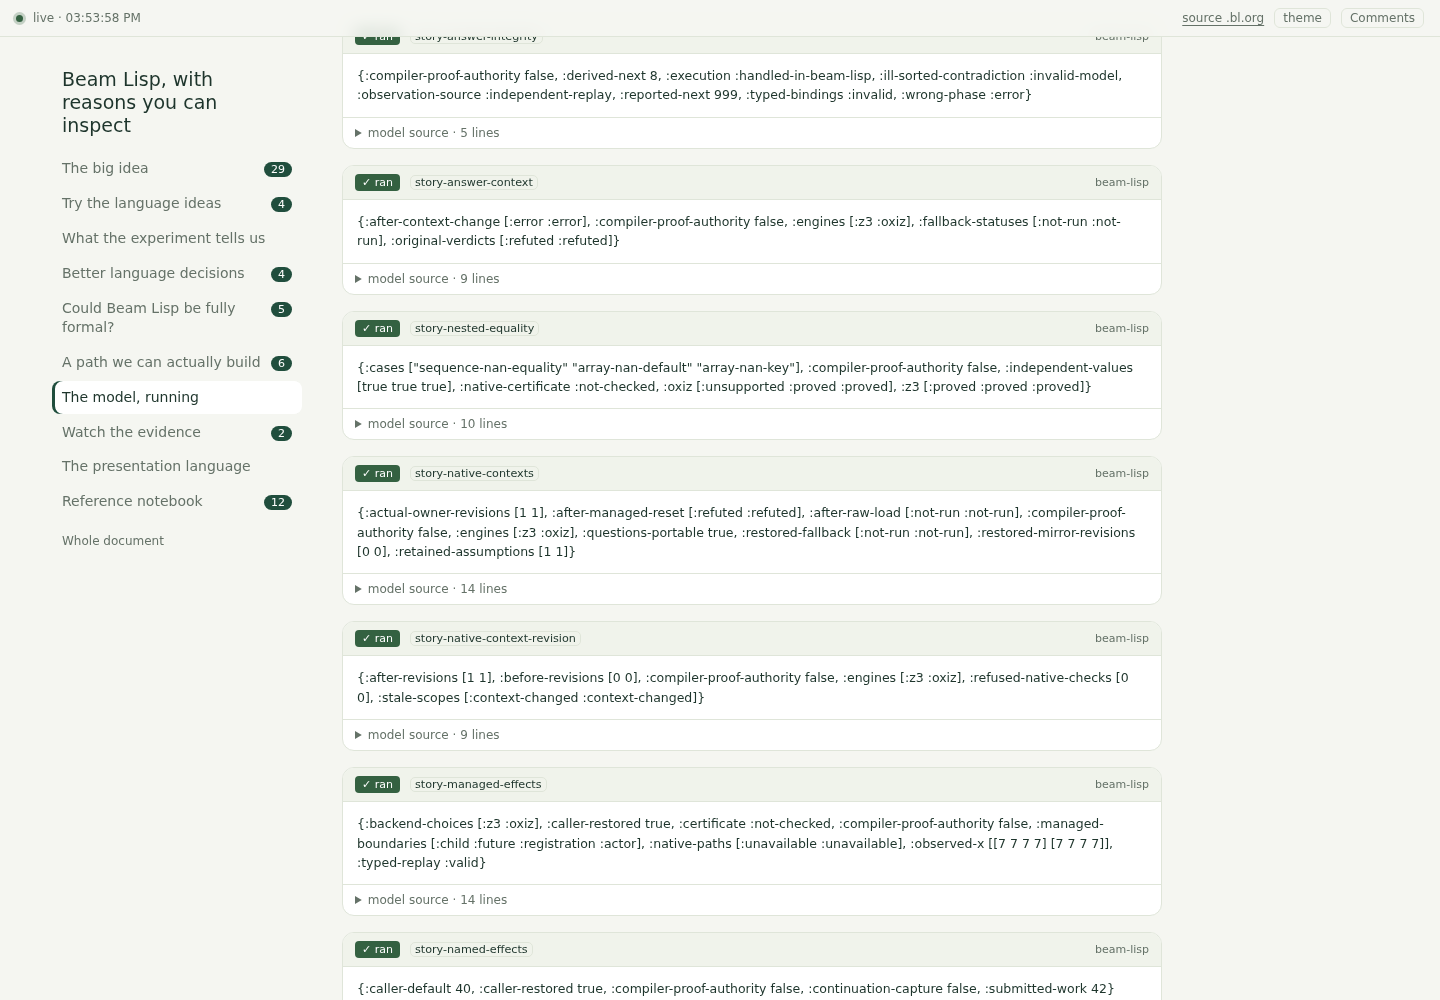 live · 03:53:58 PM
source .bl.org
theme
Comments
Beam Lisp, with
reasons you can
inspect
The big idea 29
Try the language ideas 4
What the experiment tells us
Better language decisions 4
Could Beam Lisp be fully
formal? 5
A path we can actually build 6
The model, running
Watch the evidence 2
The presentation language
Reference notebook 12
Whole document
✓ ran story-answer-integrity beam-lisp
{:compiler-proof-authority false, :derived-next 8, :execution :handled-in-beam-lisp, :ill-sorted-contradiction :invalid-model,
:observation-source :independent-replay, :reported-next 999, :typed-bindings :invalid, :wrong-phase :error}
▶ model source · 5 lines
✓ ran story-answer-context beam-lisp
{:after-context-change [:error :error], :compiler-proof-authority false, :engines [:z3 :oxiz], :fallback-statuses [:not-run :not-
run], :original-verdicts [:refuted :refuted]}
▶ model source · 9 lines
✓ ran story-nested-equality beam-lisp
{:cases ["sequence-nan-equality" "array-nan-default" "array-nan-key"], :compiler-proof-authority false, :independent-values
[true true true], :native-certificate :not-checked, :oxiz [:unsupported :proved :proved], :z3 [:proved :proved :proved]}
▶ model source · 10 lines
✓ ran story-native-contexts beam-lisp
{:actual-owner-revisions [1 1], :after-managed-reset [:refuted :refuted], :after-raw-load [:not-run :not-run], :compiler-proof-
authority false, :engines [:z3 :oxiz], :questions-portable true, :restored-fallback [:not-run :not-run], :restored-mirror-revisions
[0 0], :retained-assumptions [1 1]}
▶ model source · 14 lines
✓ ran story-native-context-revision beam-lisp
{:after-revisions [1 1], :before-revisions [0 0], :compiler-proof-authority false, :engines [:z3 :oxiz], :refused-native-checks [0
0], :stale-scopes [:context-changed :context-changed]}
▶ model source · 9 lines
✓ ran story-managed-effects beam-lisp
{:backend-choices [:z3 :oxiz], :caller-restored true, :certificate :not-checked, :compiler-proof-authority false, :managed-
boundaries [:child :future :registration :actor], :native-paths [:unavailable :unavailable], :observed-x [[7 7 7 7] [7 7 7 7]],
:typed-replay :valid}
▶ model source · 14 lines
✓ ran story-named-effects beam-lisp
{:caller-default 40, :caller-restored true, :compiler-proof-authority false, :continuation-capture false, :submitted-work 42}